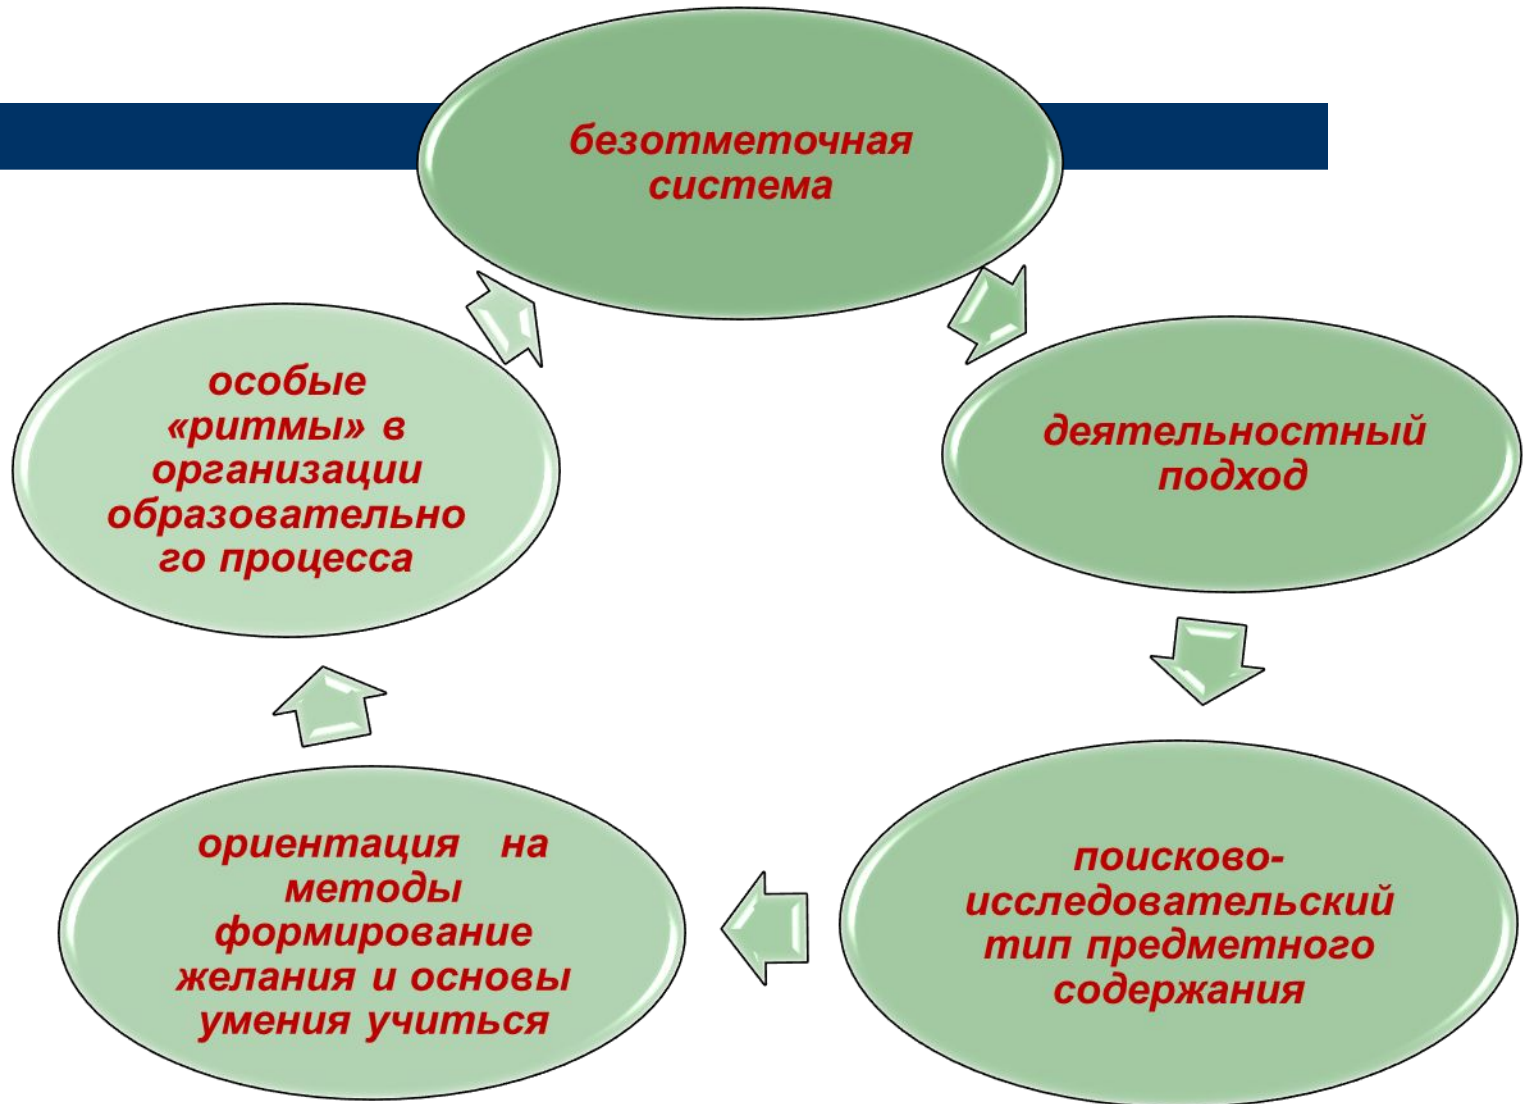 безотметочная
система
деятельностный
подход
поисково-
исследовательский
тип предметного
содержания
ориентация на
методы
формирование
желания и основы
умения учиться
особые
«ритмы» в
организации
образовательно
го процесса